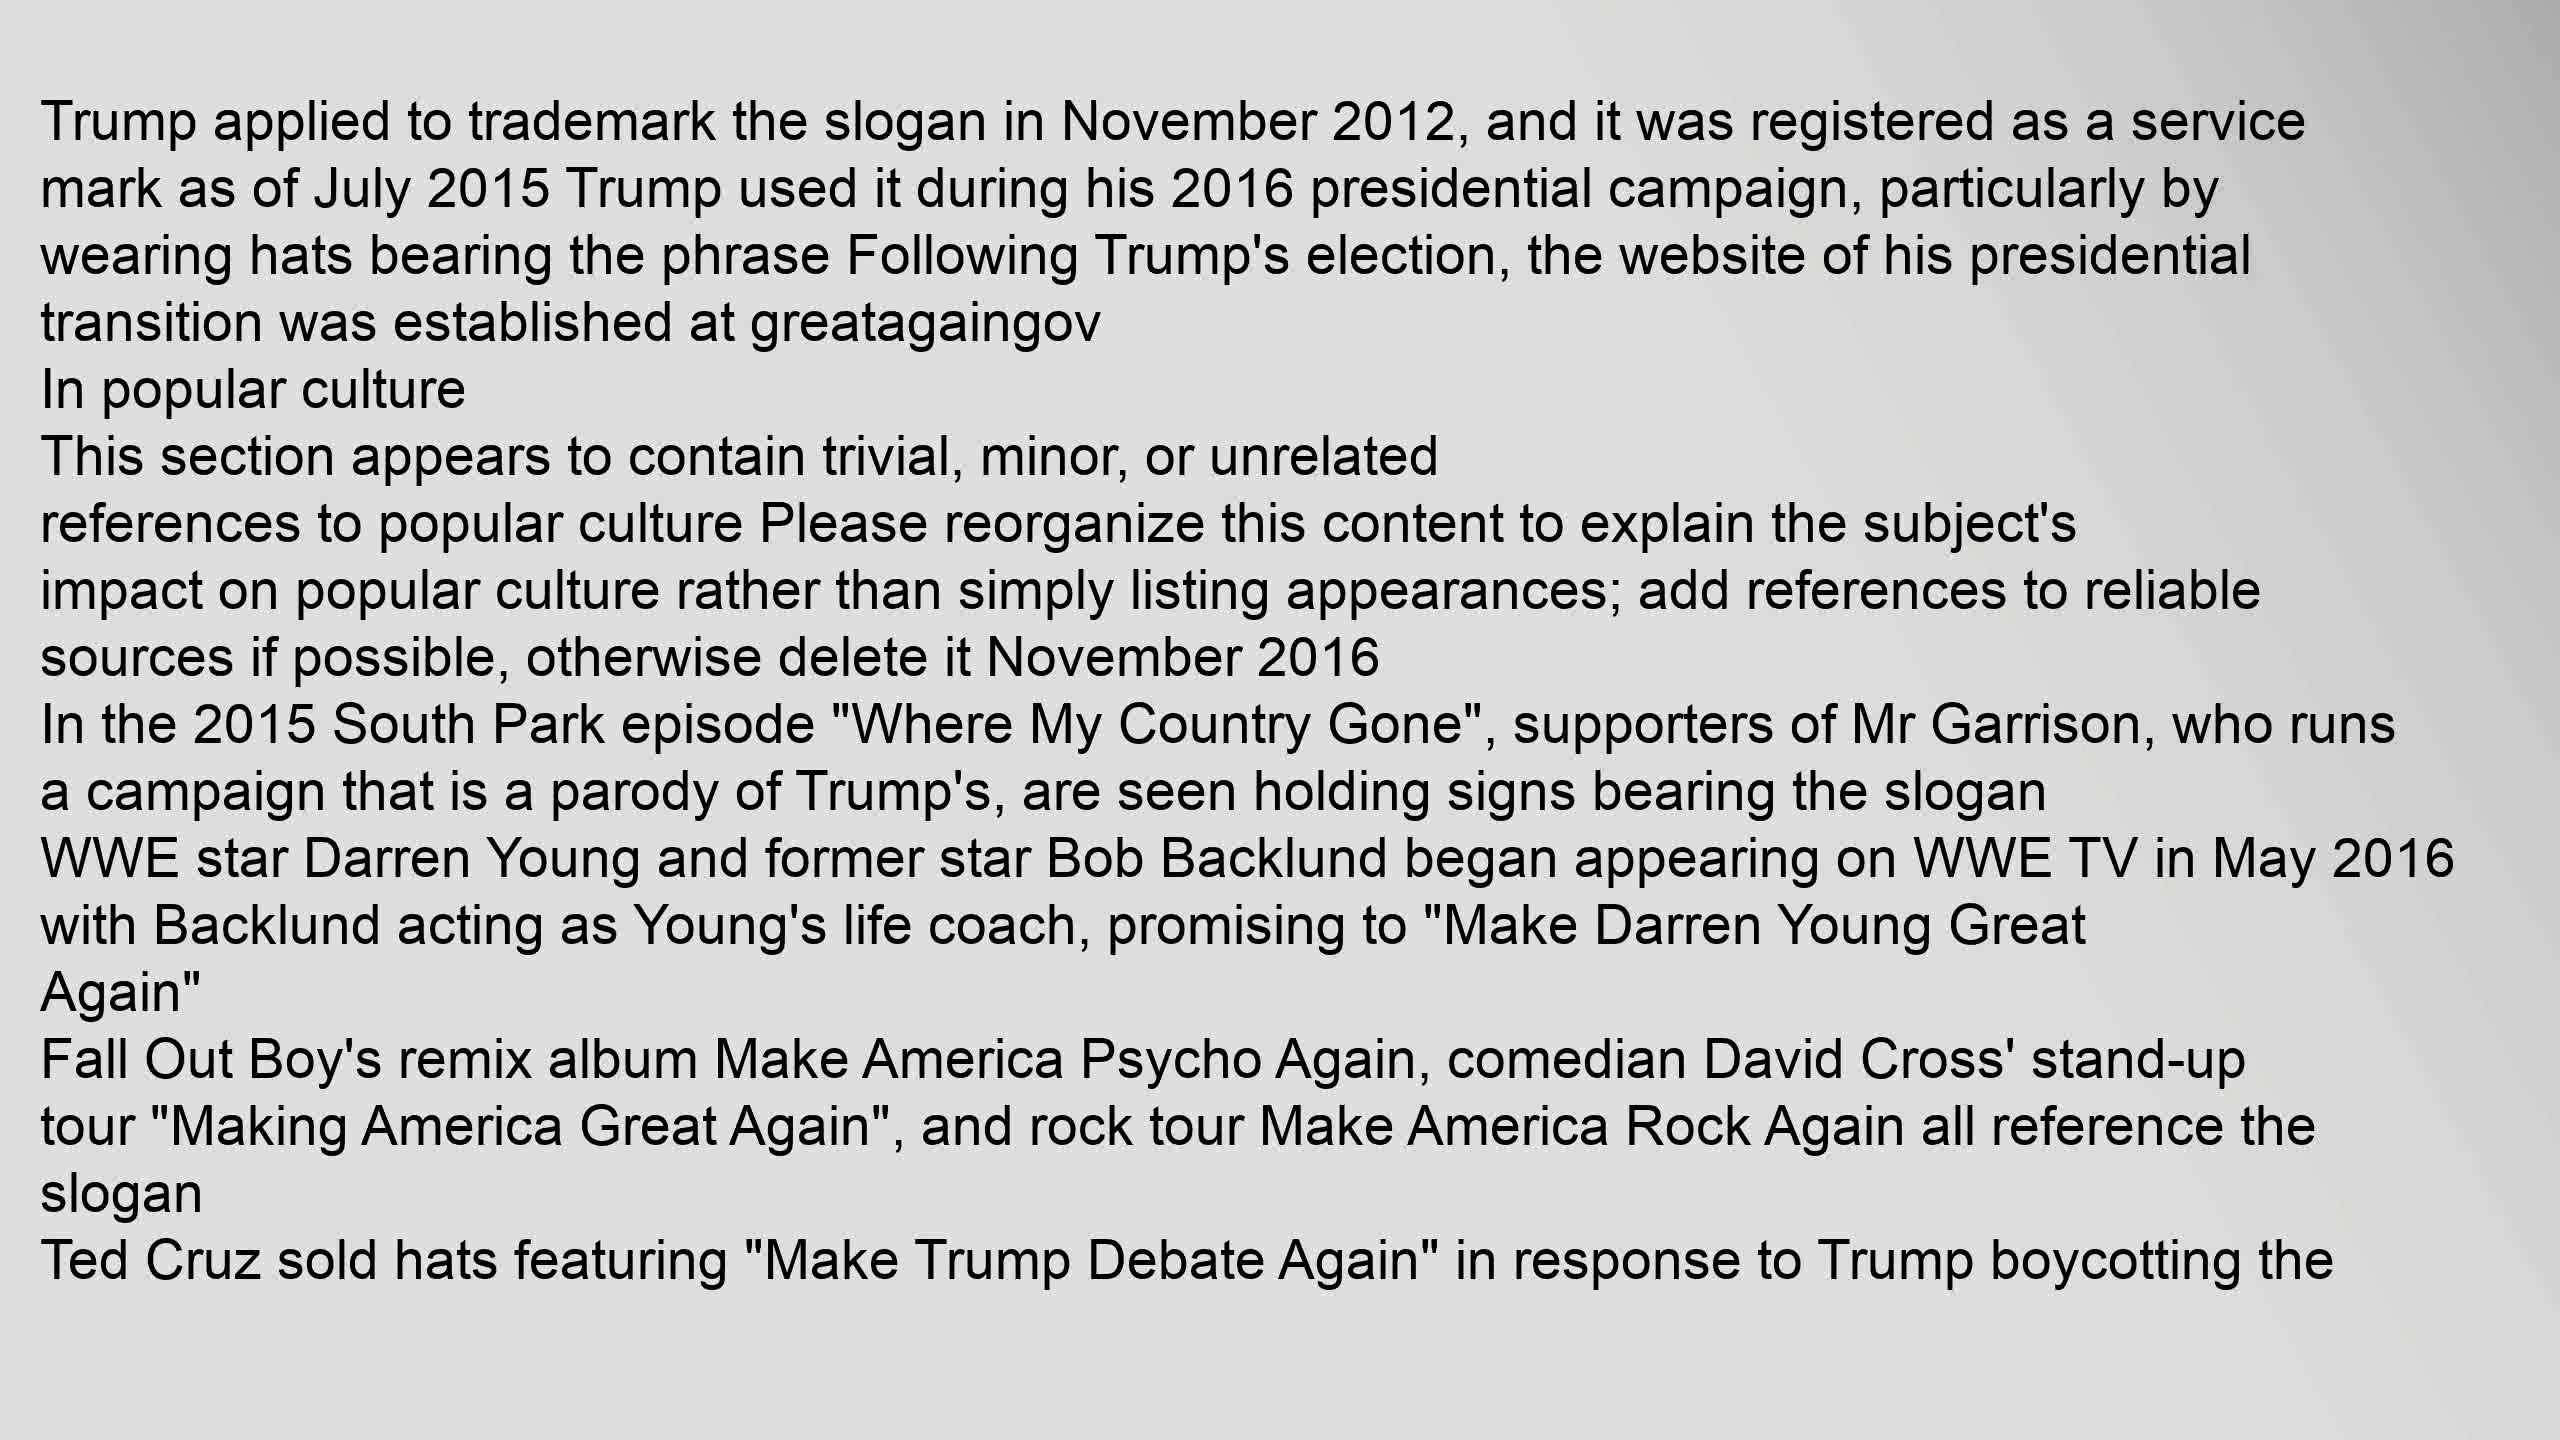 Trump applied to trademark the slogan in November 2012, and it was registered as a service
mark as of July 2015 Trump used it during his 2016 presidential campaign, particularly by
wearing hats bearing the phrase Following Trump's election, the website of his presidential
transition was established at greatagaingov
In popular culture
This section appears to contain trivial, minor, or unrelated
references to popular culture Please reorganize this content to explain the subject's
impact on popular culture rather than simply listing appearances; add references to reliable
sources if possible, otherwise delete it November 2016
In the 2015 South Park episode "Where My Country Gone", supporters of Mr Garrison, who runs
a campaign that is a parody of Trump's, are seen holding signs bearing the slogan
WWE star Darren Young and former star Bob Backlund began appearing on WWE TV in May 2016
with Backlund acting as Young's life coach, promising to "Make Darren Young Great
Again"
Fall Out Boy's remix album Make America Psycho Again, comedian David Cross' stand-up
tour "Making America Great Again", and rock tour Make America Rock Again all reference the
slogan
Ted Cruz sold hats featuring "Make Trump Debate Again" in response to Trump boycotting the